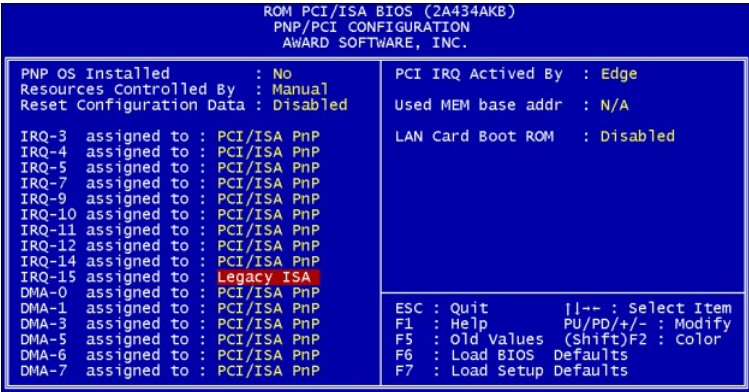 ROM PCI/ISA BIOS (2A434AKB)
PNP/PCI CONFIGURATION
AWARD SOFTWARE, INC.
PNP OS Installed : No
Resources Controlled By : Manual
Reset Configuration Data : Disabled
IRQ-3 assigned to : PCI/ISA PnP
IRQ-4 assigned to : PCI/ISA PnP
IRQ-5 assigned to : PCI/ISA PnP
IRQ-7 assigned to : PCI/ISA PnP
IRQ-9 assigned to : PCI/ISA PnP
IRQ-10 assigned to : PCI/ISA PnP
IRQ-11 assigned to : PCI/ISA PnP
IRQ-12 assigned to : PCI/ISA PnP
IRQ-14 assigned to : PCI/ISA PnP
IRQ-15 assigned to : Legacy ISA
DMA-0 assigned to : PCI/ISA PnP
DMA-1 assigned to : PCI/ISA PnP
DMA-3 assigned to : PCI/ISA PnP
DMA-5 assigned to : PCI/ISA PnP
DMA-6 assigned to : PCI/ISA PnP
DMA-7 assigned to : PCI/ISA PnP
PCI IRQ Actived By : Edge
Used MEM base addr : N/A
LAN Card Boot ROM : Disabled
ESC : Quit ↑↓→← : Select Item
F1 : Help PU/PD/+/- : Modify
F5 : Old Values (Shift)F2 : Color
F6 : Load BIOS Defaults
F7 : Load Setup Defaults